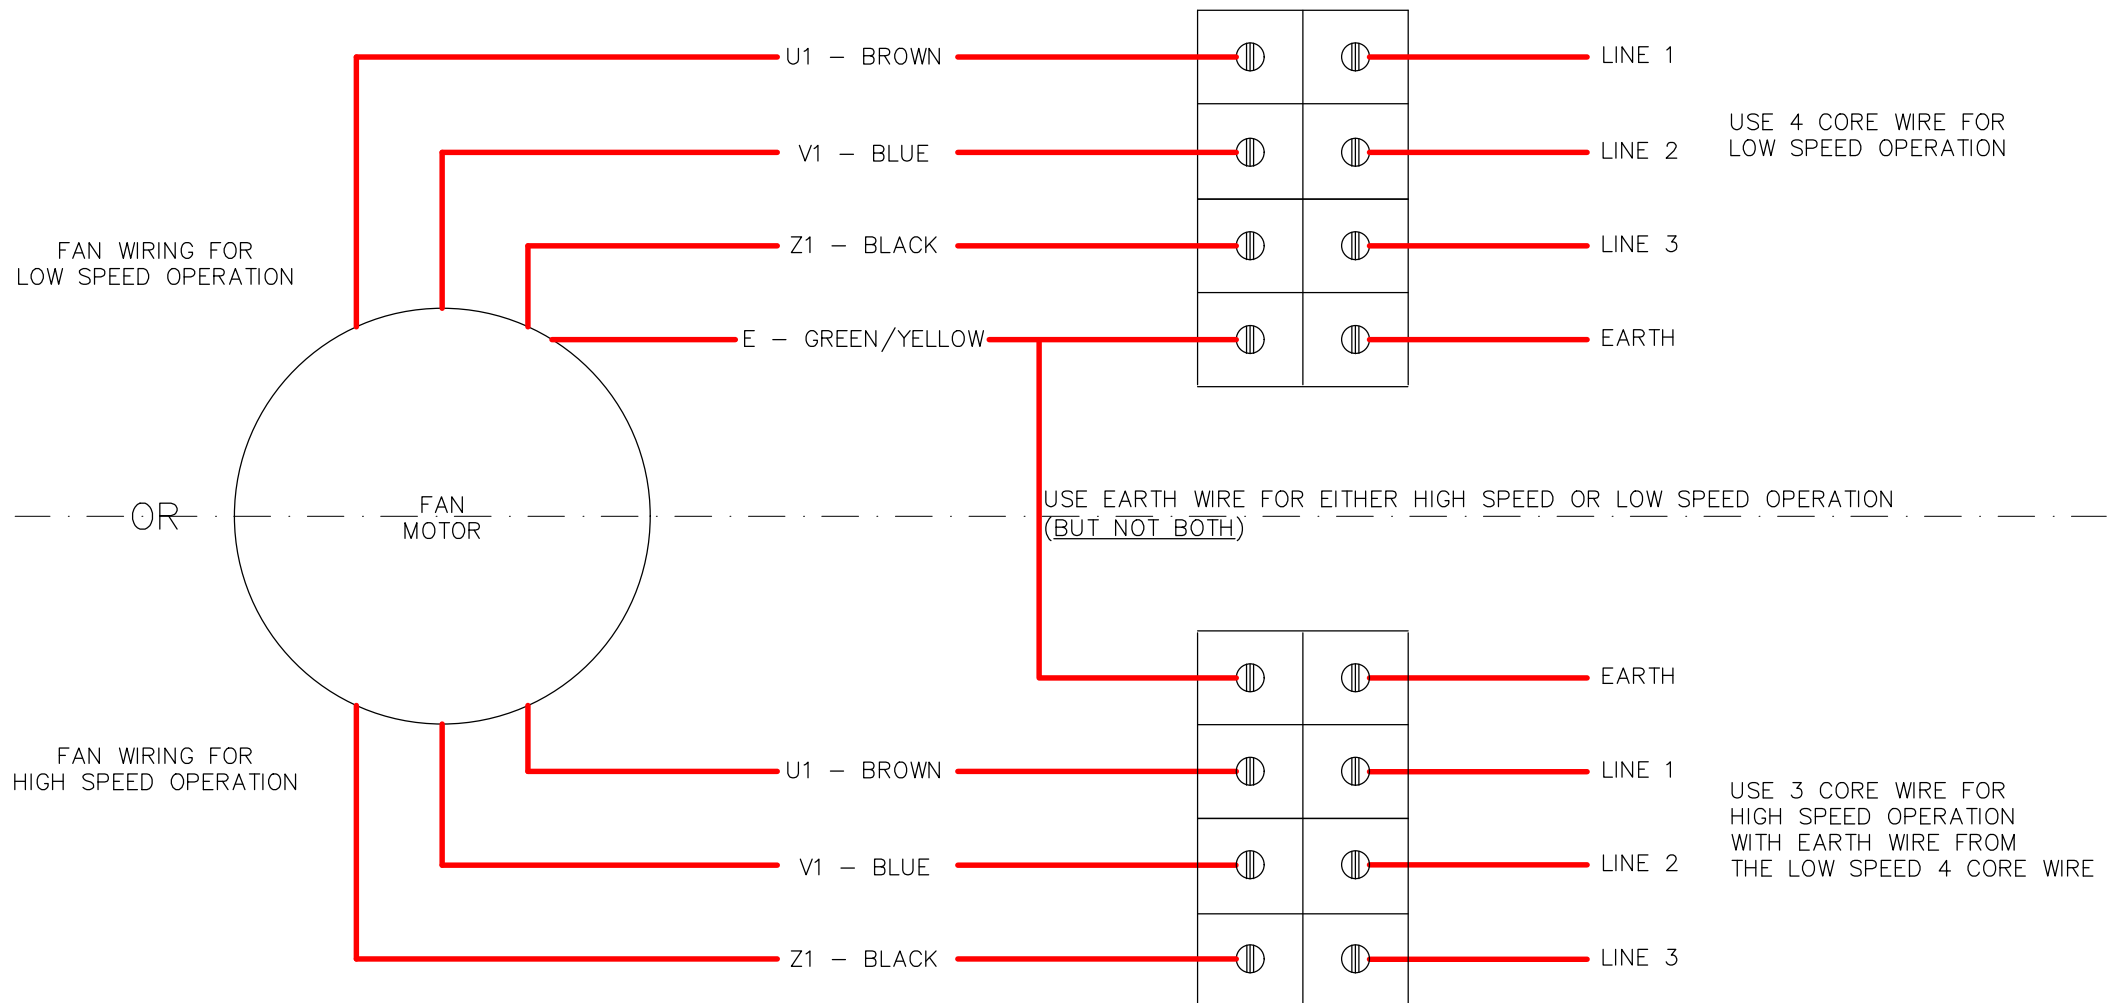 U1 – BROWN
LINE 1
USE 4 CORE WIRE FOR
LOW SPEED OPERATION
V1 – BLUE
LINE 2
FAN WIRING FOR
LOW SPEED OPERATION
Z1 – BLACK
LINE 3
E – GREEN/YELLOW
EARTH
OR
FAN
MOTOR
USE EARTH WIRE FOR EITHER HIGH SPEED OR LOW SPEED OPERATION
(BUT NOT BOTH)
EARTH
FAN WIRING FOR
HIGH SPEED OPERATION
U1 – BROWN
LINE 1
USE 3 CORE WIRE FOR
HIGH SPEED OPERATION
WITH EARTH WIRE FROM
THE LOW SPEED 4 CORE WIRE
V1 – BLUE
LINE 2
Z1 – BLACK
LINE 3